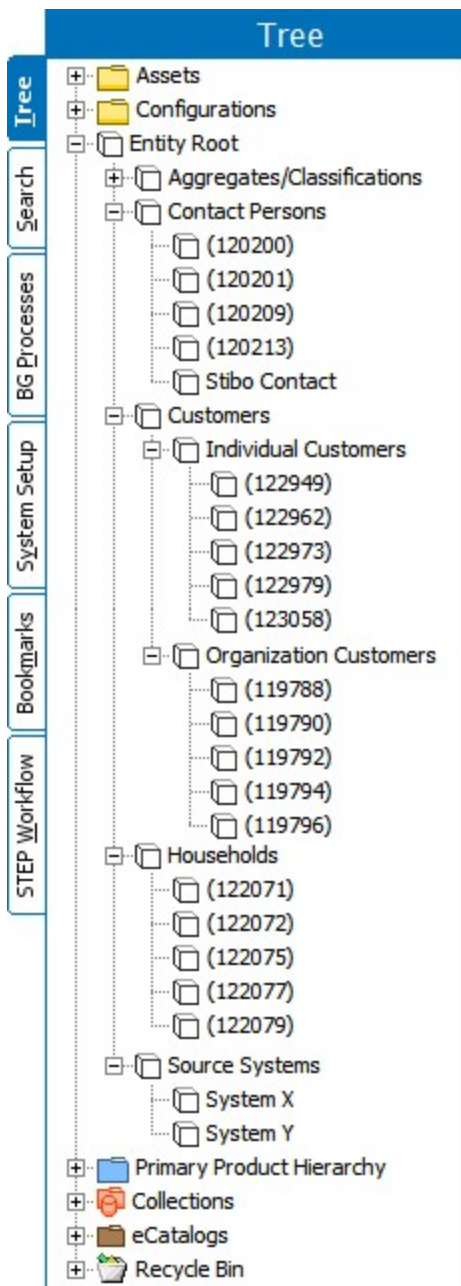 Tree
Tree
Search
BG Processes
System Setup
Bookmarks
STEP Workflow
Assets
Configurations
Entity Root
Aggregates/Classifications
Contact Persons
(120200)
(120201)
(120209)
(120213)
Stibo Contact
Customers
Individual Customers
(122949)
(122962)
(122973)
(122979)
(123058)
Organization Customers
(119788)
(119790)
(119792)
(119794)
(119796)
Households
(122071)
(122072)
(122075)
(122077)
(122079)
Source Systems
System X
System Y
Primary Product Hierarchy
Collections
eCatalogs
Recycle Bin